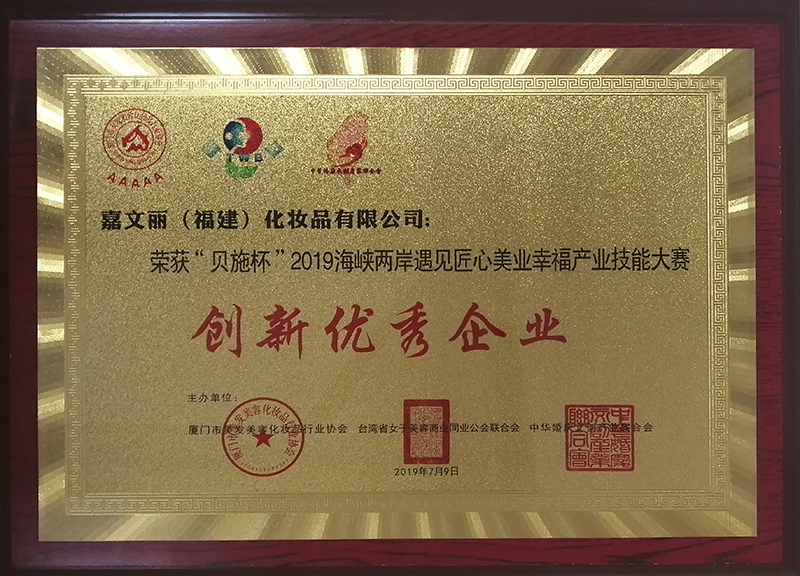 AAAAA
TWBE
嘉文丽（福建）化妆品有限公司:
荣获“贝施杯”2019海峡两岸遇见匠心美业幸福产业技能大赛
创新优秀企业
主办单位:
厦门市美发美容化妆品行业协会 台湾省女子美容商业同业公会联合会 中华婚庆文创产业联合会
2019年7月9日